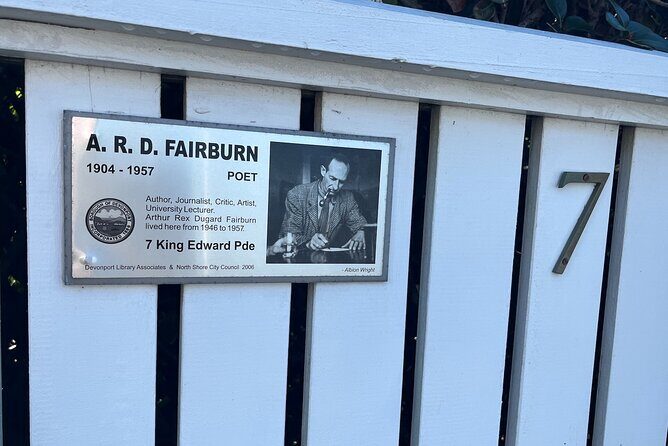 A. R. D. FAIRBURN
1904 - 1957
POET
Author, Journalist, Critic, Artist,
University Lecturer.
Arthur Rex Dugard Fairburn
lived here from 1946 to 1957.
7 King Edward Pde
Devonport Library Associates & North Shore City Council 2006
- Albion Wright
7